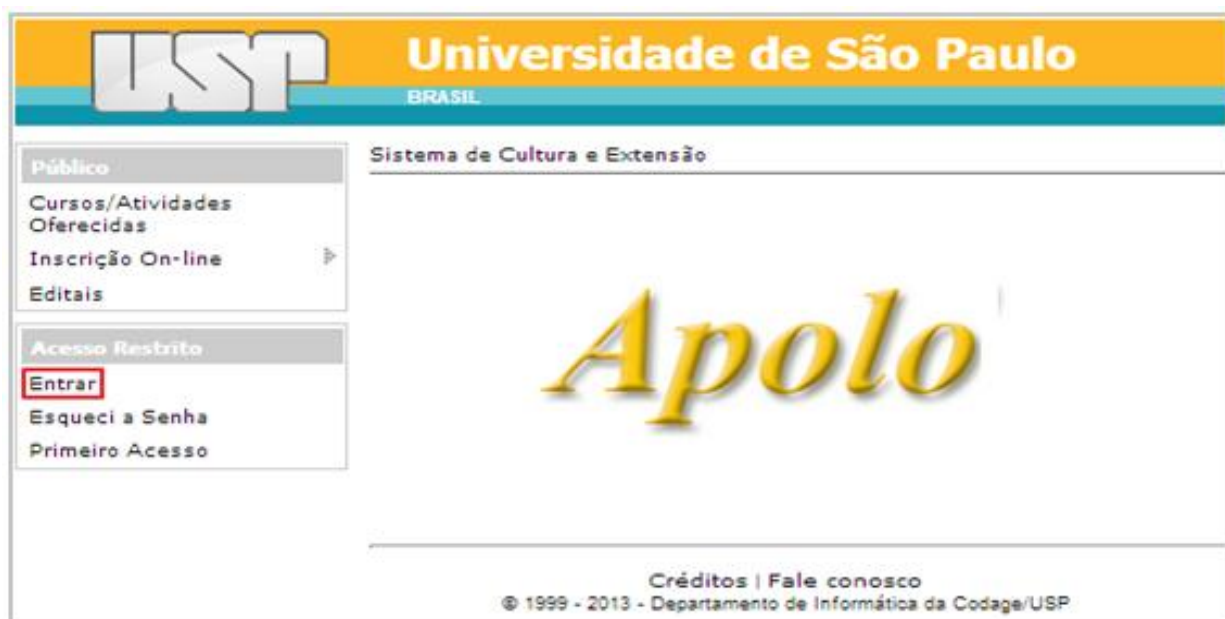 USP
Universidade de São Paulo
BRASIL
Público
Cursos/Atividades
Oferecidas
Inscrição On-line
Editais
Acesso Restrito
Entrar
Esqueci a Senha
Primeiro Acesso
Sistema de Cultura e Extensão
Apolo
Créditos | Fale conosco
© 1999 - 2013 - Departamento de Informática da Codage/USP